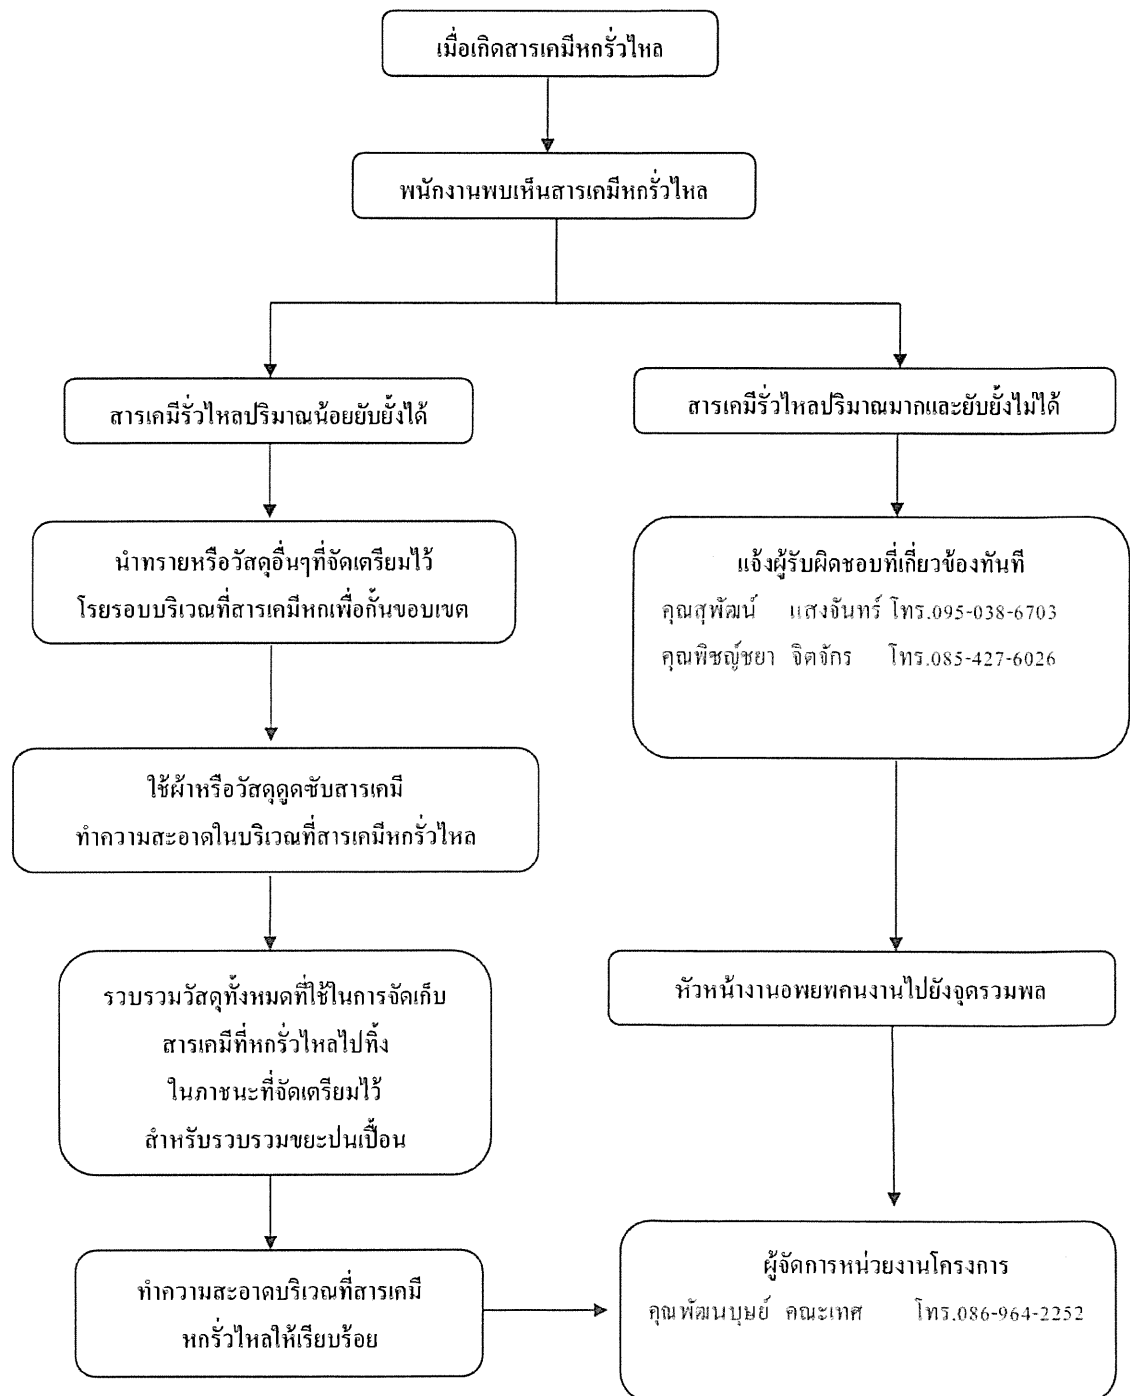 เมื่อเกิดสารเคมีหกรั่วไหล
พนักงานพบเห็นสารเคมีหกรั่วไหล
สารเคมีรั่วไหลปริมาณน้อยยับยั้งได้
นำทรายหรือวัสดุอื่นๆที่จัดเตรียมไว้
โรยรอบบริเวณที่สารเคมีหกเพื่อกั้นขอบเขต
ใช้ผ้าหรือวัสดุดูดซับสารเคมี
ทำความสะอาดในบริเวณที่สารเคมีหกรั่วไหล
รวบรวมวัสดุทั้งหมดที่ใช้ในการจัดเก็บ
สารเคมีที่หกรั่วไหลไปทิ้ง
ในภาชนะที่จัดเตรียมไว้
สำหรับรวบรวมขยะปนเปื้อน
ทำความสะอาดบริเวณที่สารเคมี
หกรั่วไหลให้เรียบร้อย
สารเคมีรั่วไหลปริมาณมากและยับยั้งไม่ได้
แจ้งผู้รับผิดชอบที่เกี่ยวข้องทันที
คุณสุพัฒน์ แสงจันทร์ โทร.095-038-6703
คุณพิชญ์ชยา จิตจักร โทร.085-427-6026
หัวหน้างานอพยพคนงานไปยังจุดรวมพล
ผู้จัดการหน่วยงานโครงการ
คุณพัฒนบุษย์ คณะเทศ โทร.086-964-2252